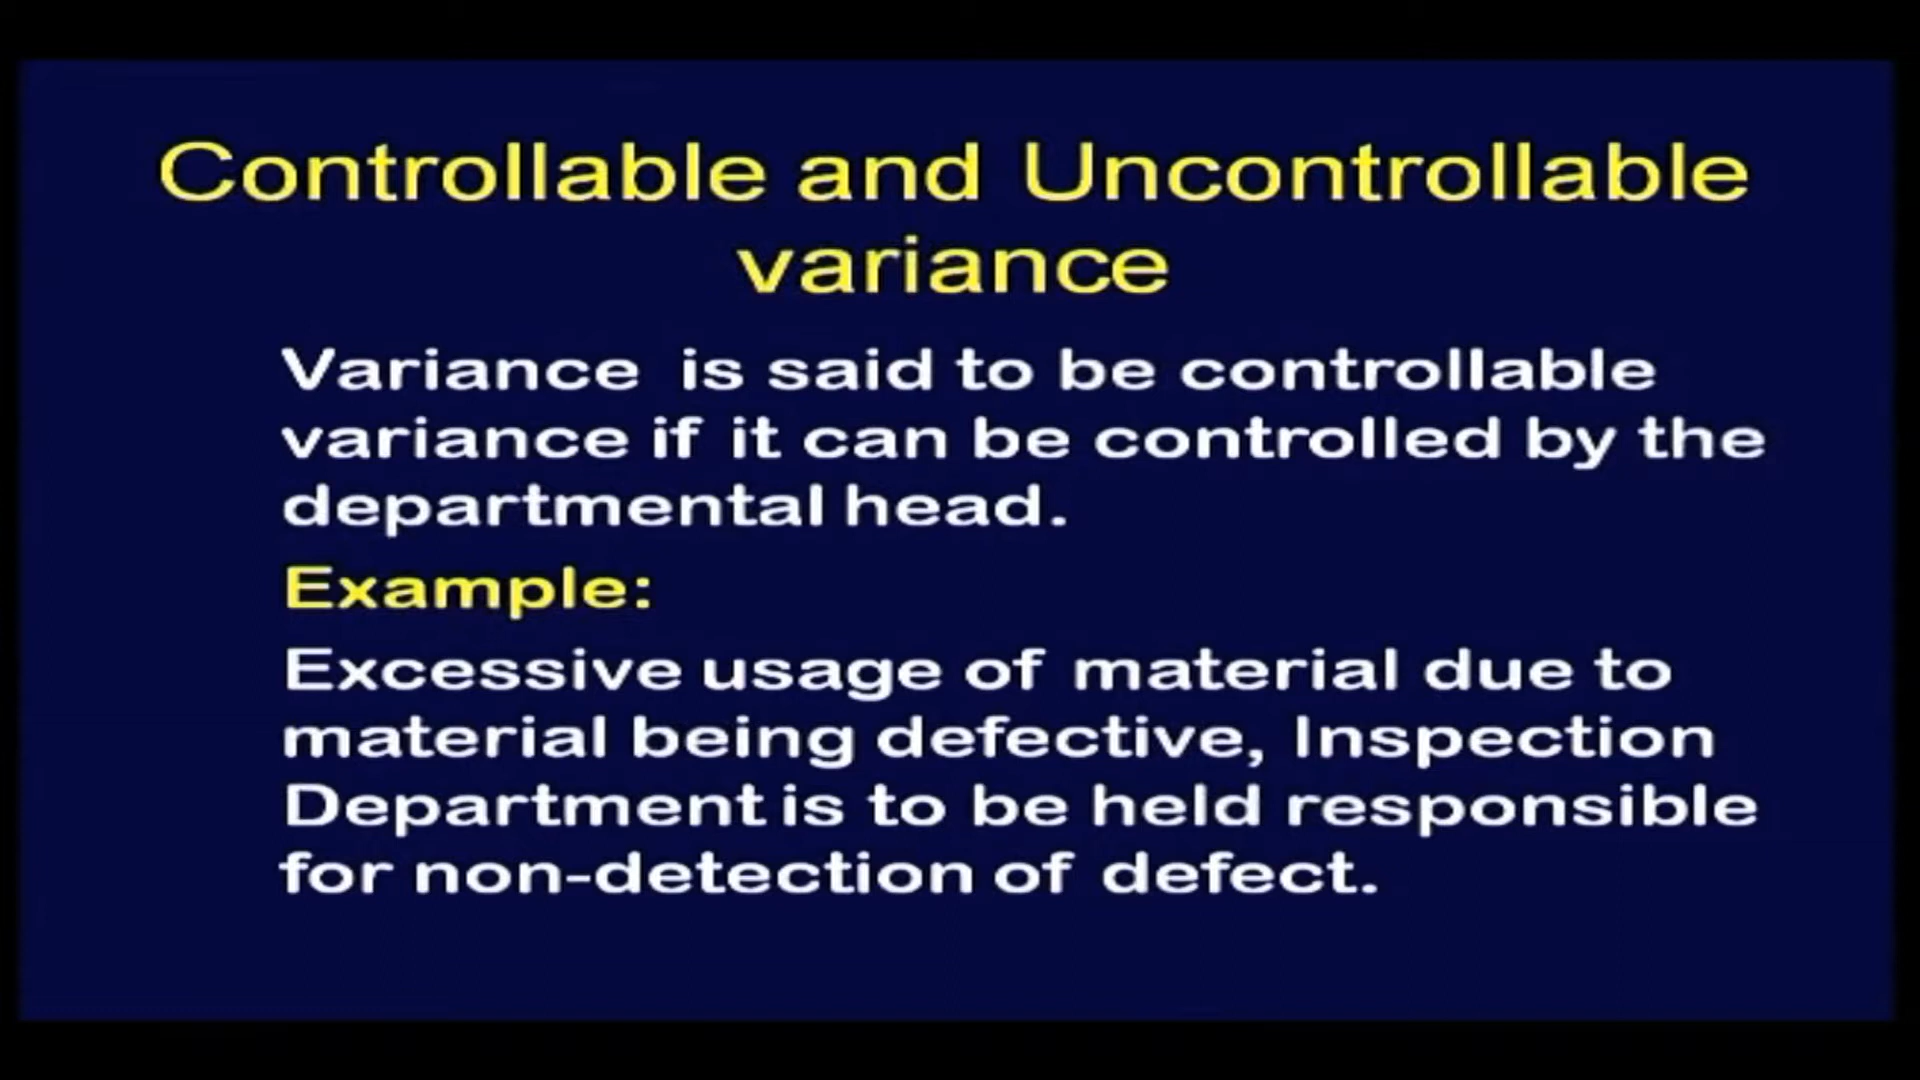 Controllable and Uncontrollable
variance
Variance is said to be controllable
variance if it can be controlled by the
departmental head.
Example:
Excessive usage of material due to
material being defective, Inspection
Department is to be held responsible
for non-detection of defect.